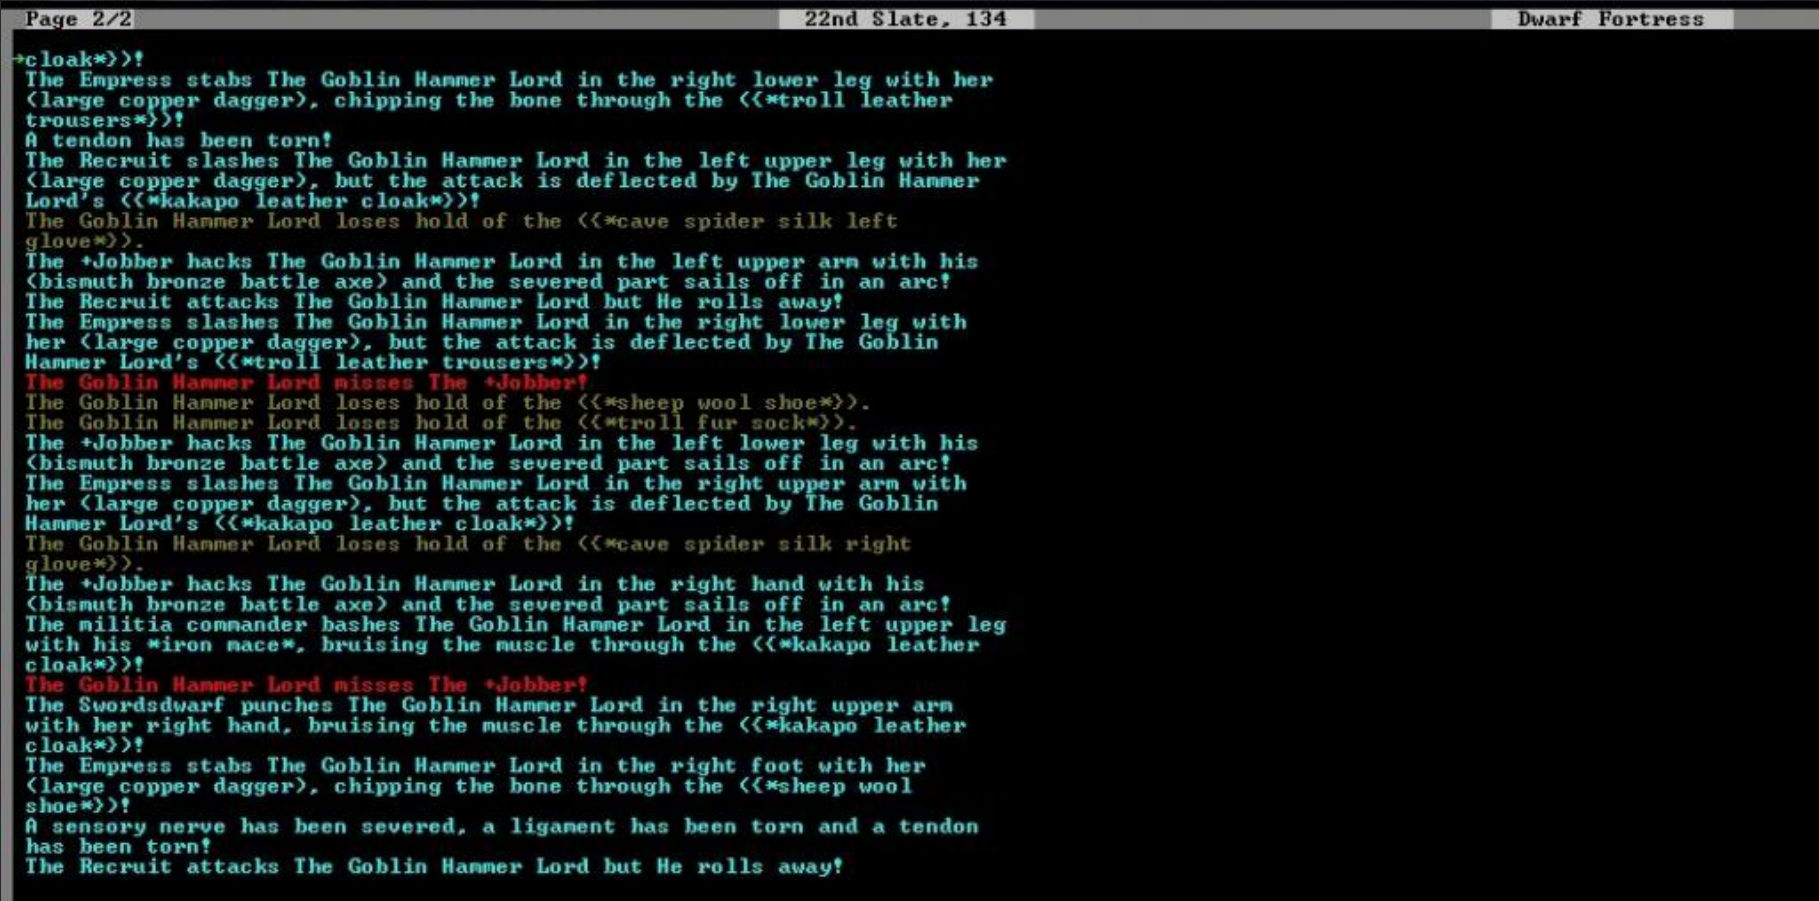 Page 2/2
22nd Slate, 134
Dwarf Fortress
→cloak*}))!
The Empress stabs The Goblin Hammer Lord in the right lower leg with her
(large copper dagger), chipping the bone through the (({*troll leather
trousers*}))!
A tendon has been torn!
The Recruit slashes The Goblin Hammer Lord in the left upper leg with her
(large copper dagger), but the attack is deflected by The Goblin Hammer
Lord's (({*kakapo leather cloak*}))!
The Goblin Hammer Lord loses hold of the (({*cave spider silk left
glove*})).
The +Jobber hacks The Goblin Hammer Lord in the left upper arm with his
(bismuth bronze battle axe) and the severed part sails off in an arc!
The Recruit attacks The Goblin Hammer Lord but He rolls away!
The Empress slashes The Goblin Hammer Lord in the right lower leg with
her (large copper dagger), but the attack is deflected by The Goblin
Hammer Lord's (({*troll leather trousers*}))!
The Goblin Hammer Lord misses The +Jobber!
The Goblin Hammer Lord loses hold of the (({*sheep wool shoe*})).
The Goblin Hammer Lord loses hold of the (({*troll fur sock*})).
The +Jobber hacks The Goblin Hammer Lord in the left lower leg with his
(bismuth bronze battle axe) and the severed part sails off in an arc!
The Empress slashes The Goblin Hammer Lord in the right upper arm with
her (large copper dagger), but the attack is deflected by The Goblin
Hammer Lord's (({*kakapo leather cloak*}))!
The Goblin Hammer Lord loses hold of the (({*cave spider silk right
glove*})).
The +Jobber hacks The Goblin Hammer Lord in the right hand with his
(bismuth bronze battle axe) and the severed part sails off in an arc!
The militia commander bashes The Goblin Hammer Lord in the left upper leg
with his *iron mace*, bruising the muscle through the (({*kakapo leather
cloak*}))!
The Goblin Hammer Lord misses The +Jobber!
The Swordsdwarf punches The Goblin Hammer Lord in the right upper arm
with her right hand, bruising the muscle through the (({*kakapo leather
cloak*}))!
The Empress stabs The Goblin Hammer Lord in the right foot with her
(large copper dagger), chipping the bone through the (({*sheep wool
shoe*}))!
A sensory nerve has been severed, a ligament has been torn and a tendon
has been torn!
The Recruit attacks The Goblin Hammer Lord but He rolls away!